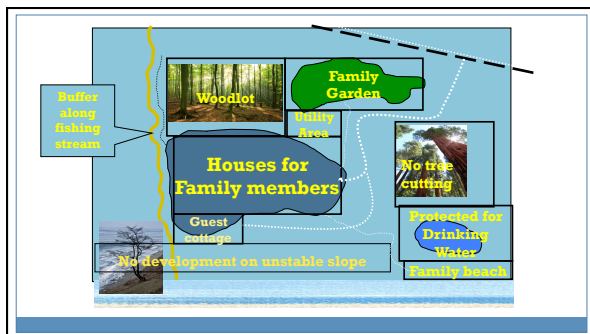 Family
Garden
Woodlot
Buffer
along
fishing
stream
Utility
Area
Houses for
Family members
No tree
cutting
Guest
cottage
Protected for
Drinking
Water
No development on unstable slope
Family beach